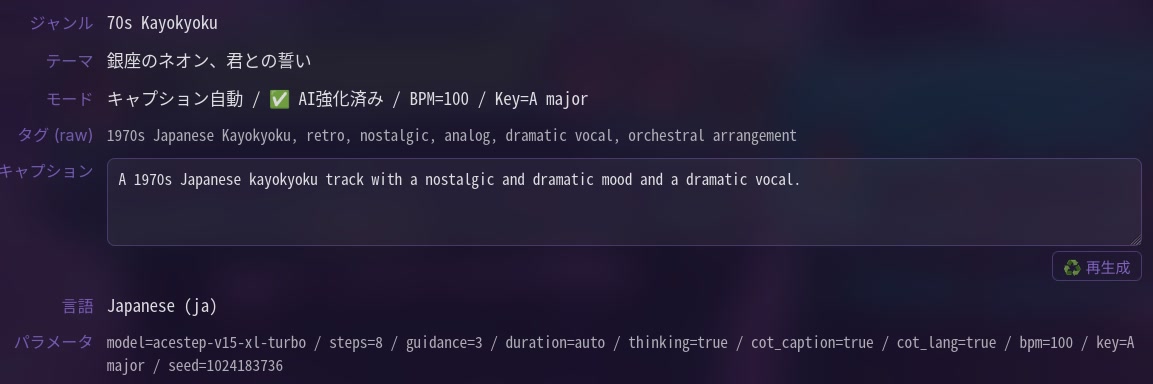 ジャンル 70s Kayokyoku
テーマ 銀座のネオン、君との誓い
モード キャプション自動 / ✅ AI強化済み / BPM=100 / Key=A major
タグ (raw) 1970s Japanese Kayokyoku, retro, nostalgic, analog, dramatic vocal, orchestral arrangement
キャプション A 1970s Japanese kayokyoku track with a nostalgic and dramatic mood and a dramatic vocal.
♻️ 再生成
言語 Japanese (ja)
パラメータ model=acestep-v15-xl-turbo / steps=8 / guidance=3 / duration=auto / thinking=true / cot_caption=true / cot_lang=true / bpm=100 / key=A
major / seed=1024183736